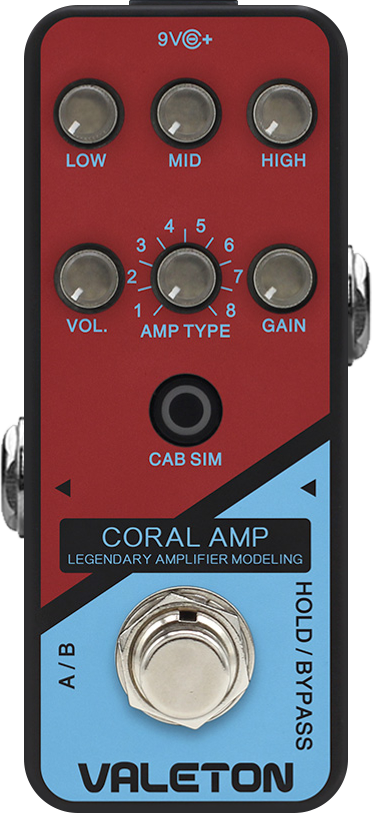 9V⊖+
LOW MID HIGH
1 2 3 4 5 6 7 8
VOL. AMP TYPE GAIN
CAB SIM
CORAL AMP
LEGENDARY AMPLIFIER MODELING
A/B
HOLD/BYPASS
VALETON